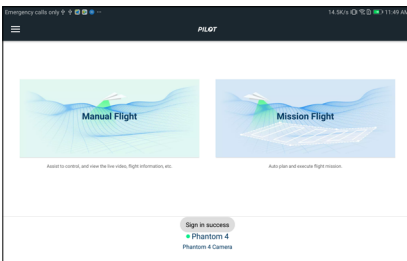 Emergency calls only
14.5K/s 11:49 AM
PILOT
Manual Flight
Mission Flight
Assist to control, and view the live video, flight information, etc.
Auto plan and execute flight mission.
Sign in success
Phantom 4
Phantom 4 Camera